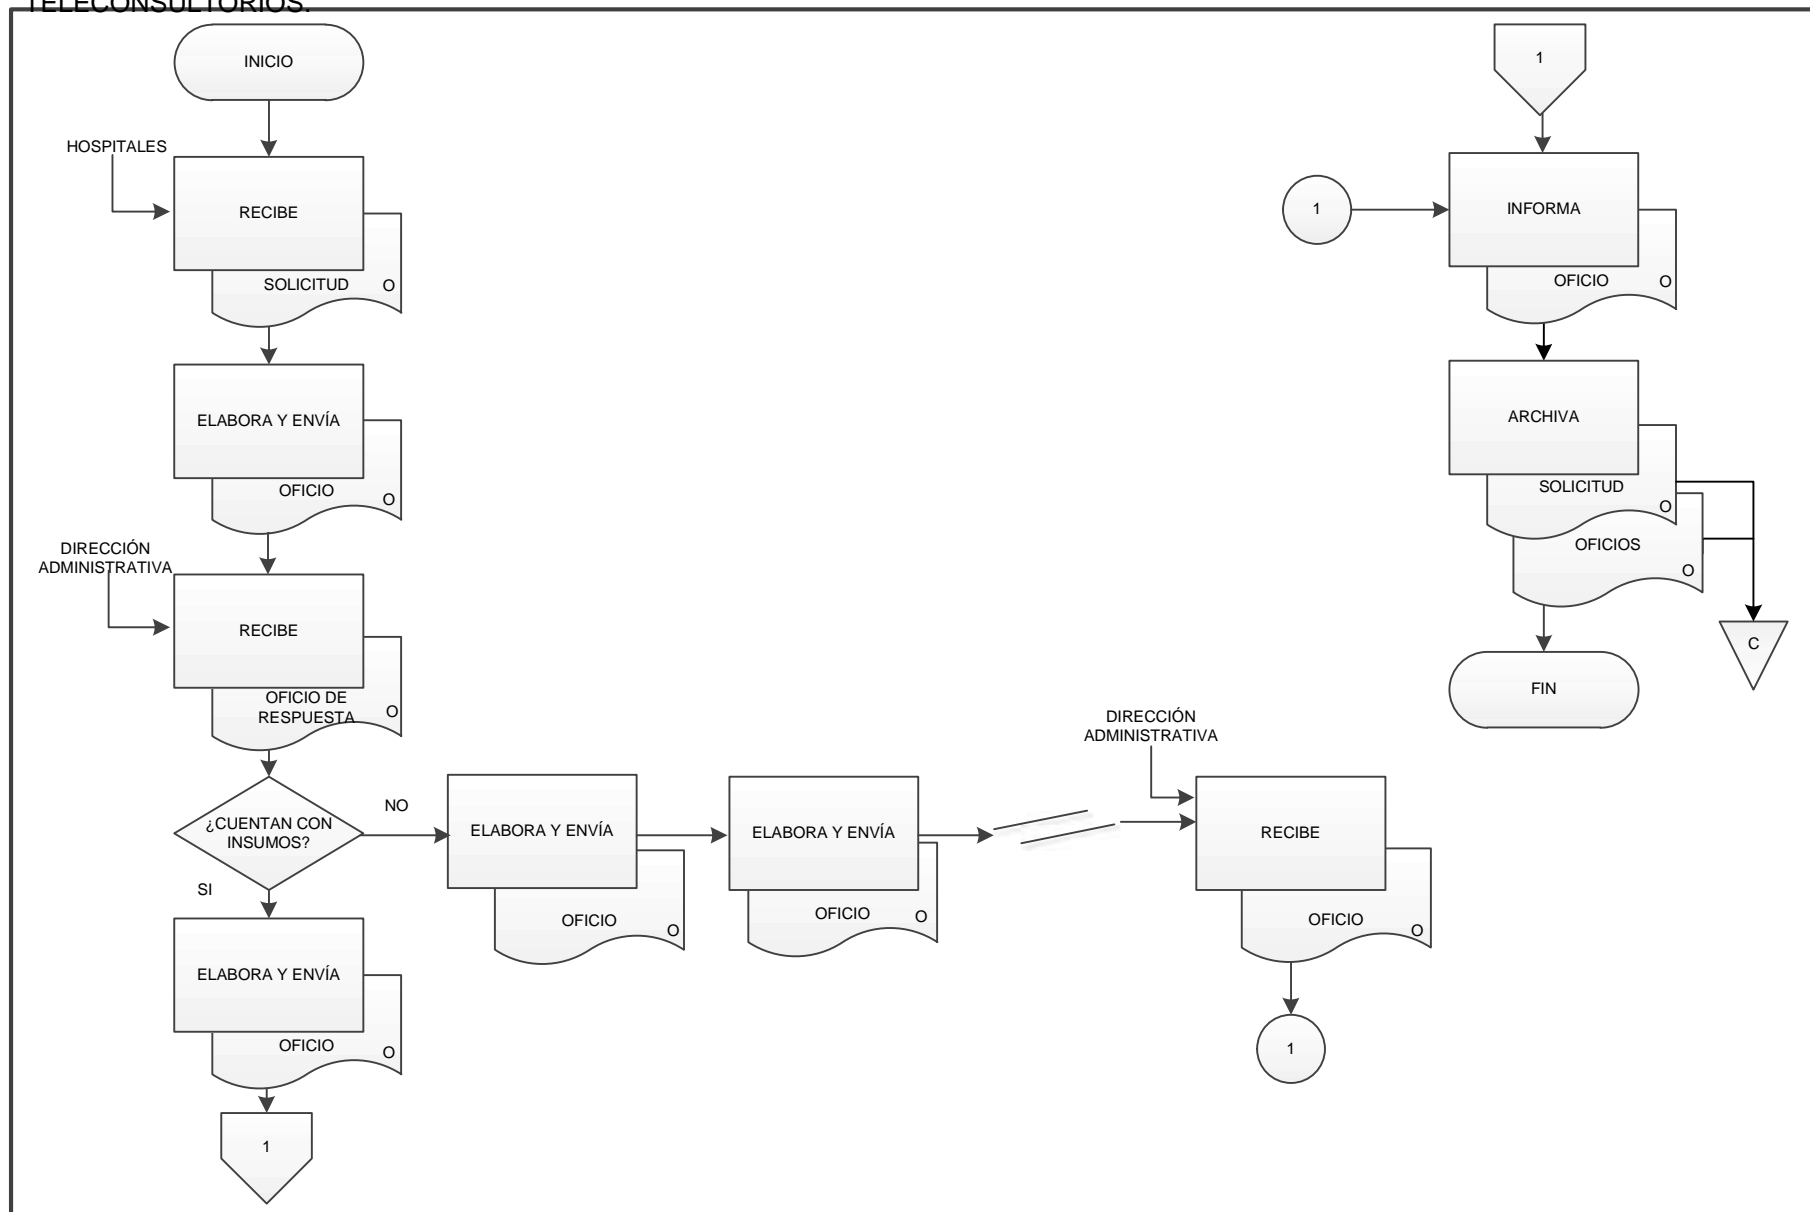 TELECONSULTORIOS.
INICIO
HOSPITALES
RECIBE
SOLICITUD
O
ELABORA Y ENVÍA
OFICIO
O
DIRECCIÓN
ADMINISTRATIVA
RECIBE
OFICIO DE
RESPUESTA
O
¿CUENTAN CON
INSUMOS?
NO
SI
ELABORA Y ENVÍA
OFICIO
O
1
ELABORA Y ENVÍA
OFICIO
O
ELABORA Y ENVÍA
OFICIO
O
DIRECCIÓN
ADMINISTRATIVA
RECIBE
OFICIO
O
1
1
1
INFORMA
OFICIO
O
ARCHIVA
SOLICITUD
O
OFICIOS
O
C
FIN